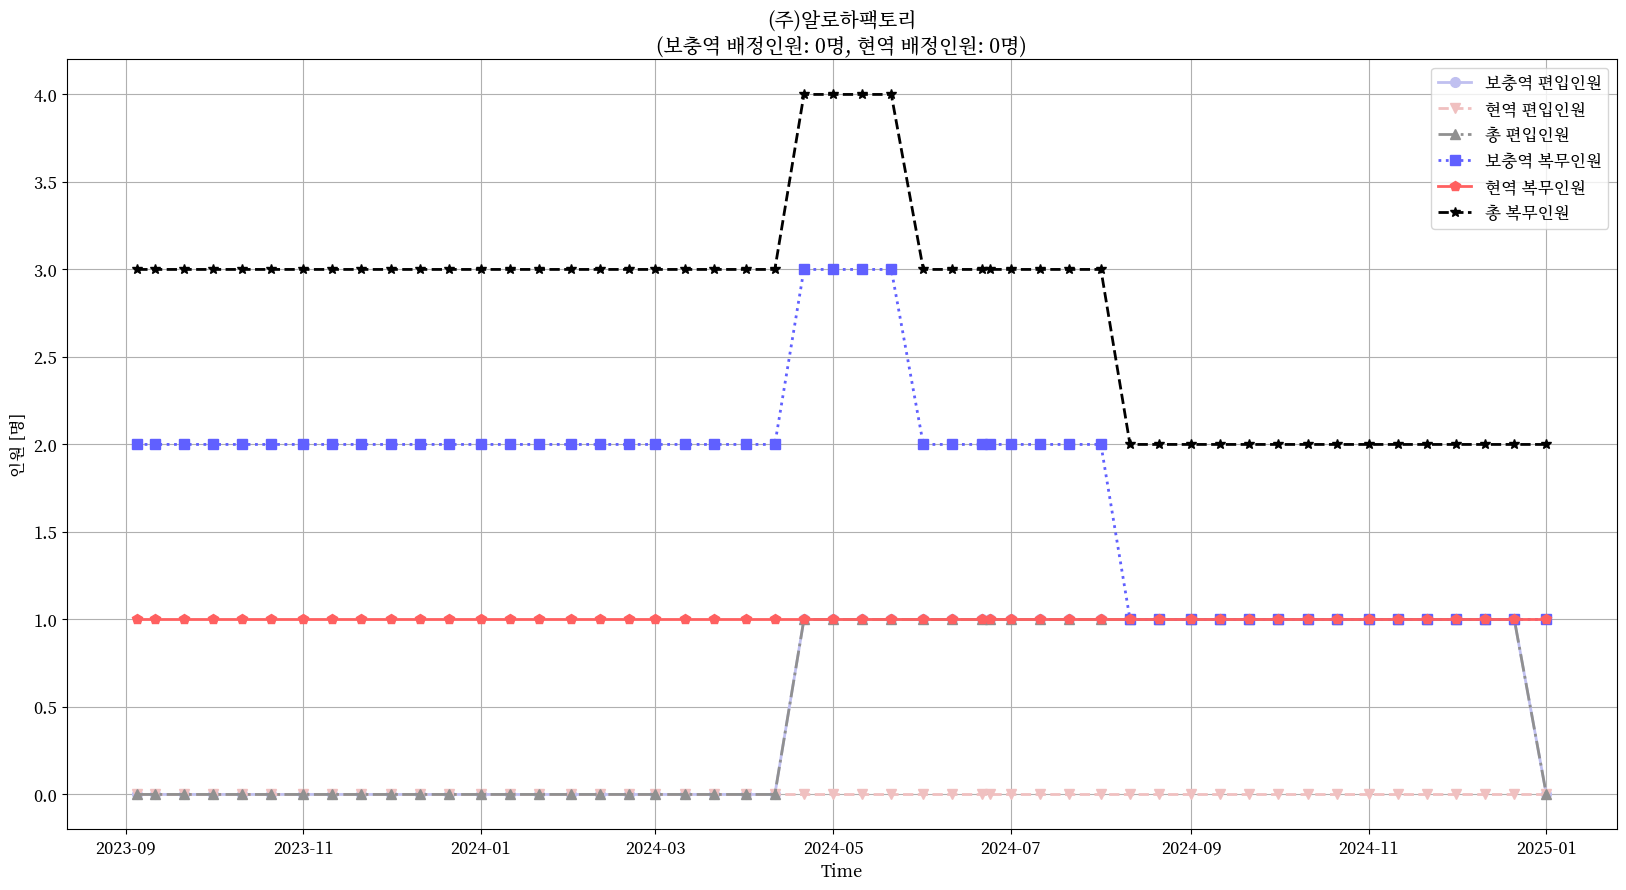 (주)알로하팩토리
(보충역 배정인원: 0명, 현역 배정인원: 0명)
보충역 편입인원
현역 편입인원
총 편입인원
보충역 복무인원
현역 복무인원
총 복무인원
인원 [명]
4.0
3.5
3.0
2.5
2.0
1.5
1.0
0.5
0.0
2023-09 2023-11 2024-01 2024-03 2024-05 2024-07 2024-09 2024-11 2025-01
Time